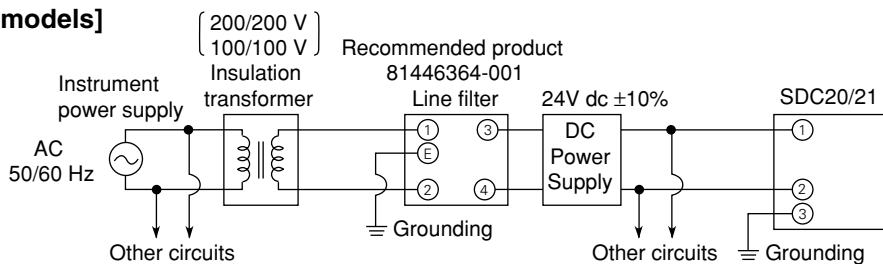 models]
200/200 V
100/100 V
Insulation
transformer
Recommended product
81446364-001
Line filter
Instrument
power supply
24V dc ±10%
SDC20/21
AC
50/60 Hz
1
3
E
2
4
DC
Power
Supply
1
2
3
Other circuits
Grounding
Other circuits
Grounding